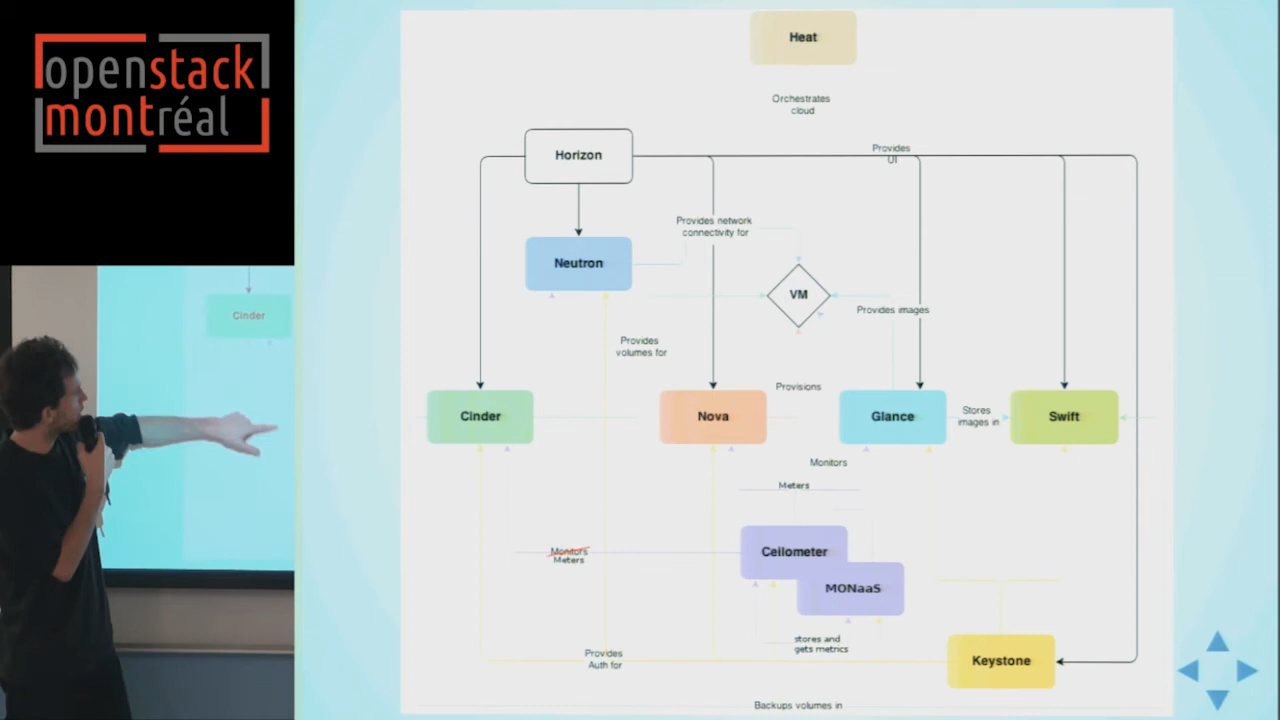 openstack
montréal
Cinder
Heat
Orchestrates
cloud
Horizon
Provides
UI
Provides network
connectivity for
Neutron
VM
Provides images
Provides
volumes for
Provisions
Cinder
Nova
Glance
Stores
images in
Swift
Monitors
Meters
Ceilometer
Monitors
Meters
MONaaS
stores and
gets metrics
Provides
Auth for
Keystone
Backups volumes in